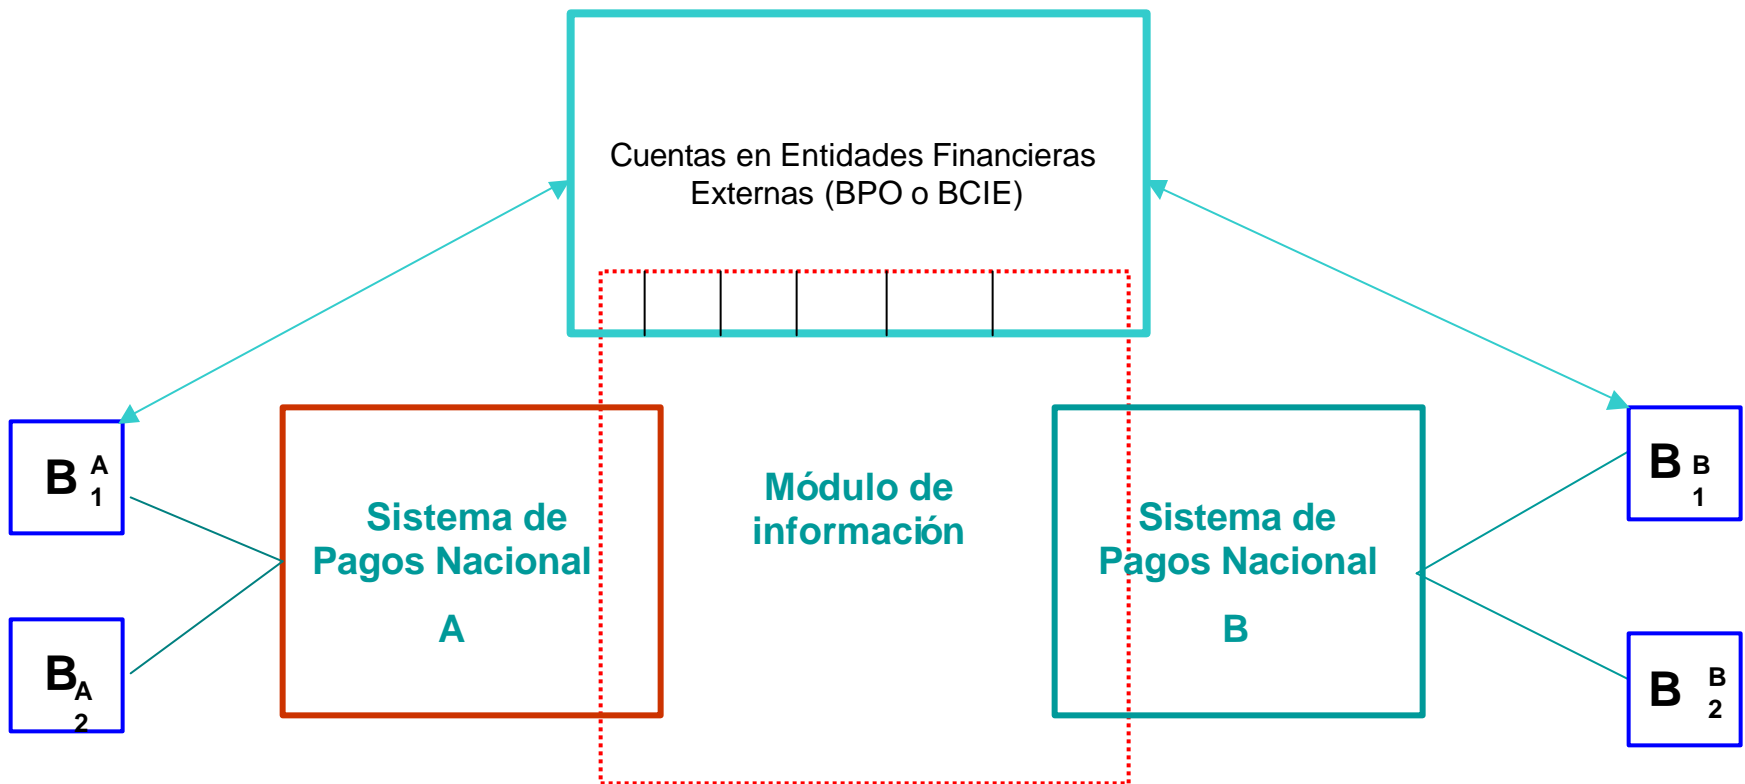 Cuentas en Entidades Financieras
Externas (BPO o BCIE)
B A
1
B A
2
Sistema de
Pagos Nacional
A
Módulo de
información
Sistema de
Pagos Nacional
B
B B
1
B B
2